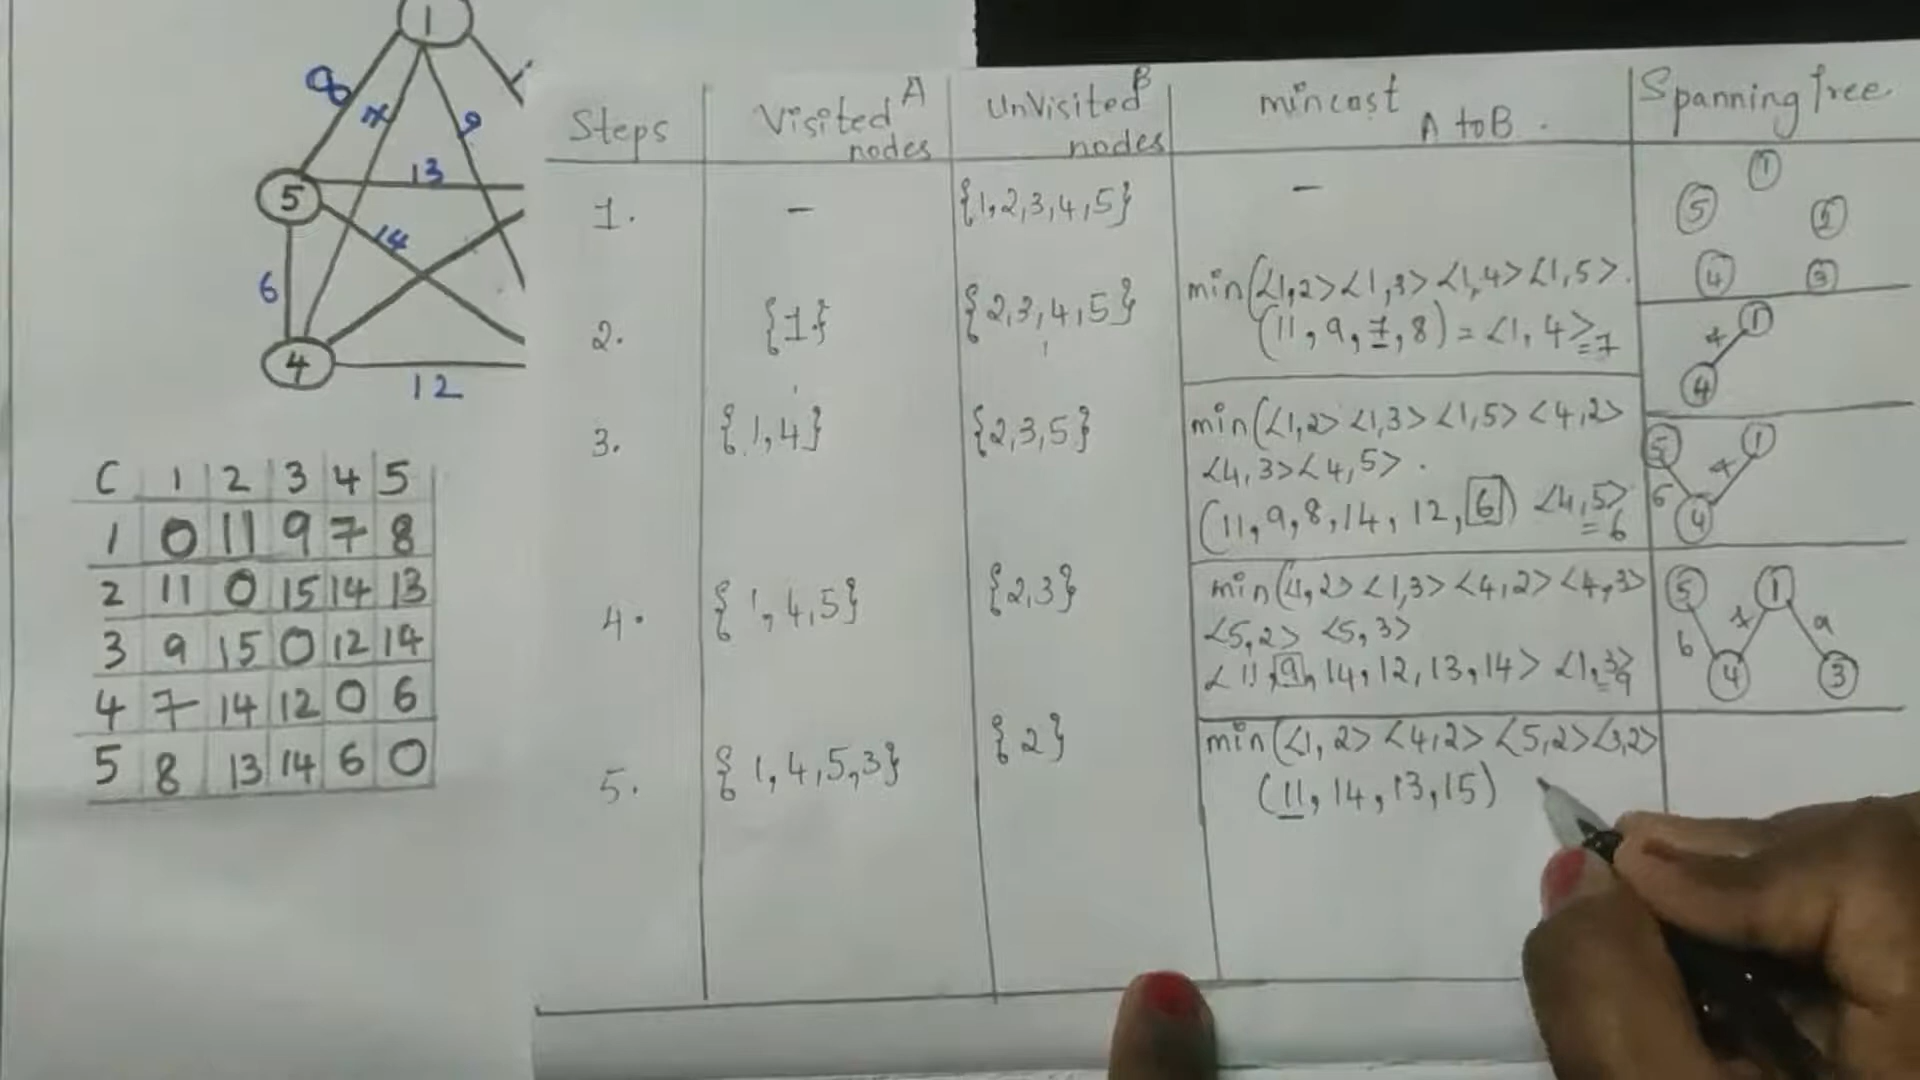 1
8
7
9
5
13
14
6
4
12
C 1 2 3 4 5
1 0 11 9 7 8
2 11 0 15 14 13
3 9 15 0 12 14
4 7 14 12 0 6
5 8 13 14 6 0
Steps Visited A nodes UnVisited B nodes mincost A to B. Spanning Tree
1. - {1,2,3,4,5} -
1
5 2
4 3
2. {1} {2,3,4,5} min(<1,2> <1,3> <1,4> <1,5>.
(11, 9, 7, 8) = <1, 4> = 7
1
7
4
3. {1,4} {2,3,5} min(<1,2> <1,3> <1,5> <4,2>
<4,3> <4,5>.
(11, 9, 8, 14, 12, 6) <4,5> = 6
5 1
6 7
4
4. {1,4,5} {2,3} min(<1,2> <1,3> <4,2> <4,3>
<5,2> <5,3>
<11, 9, 14, 12, 13, 14> <1,3> = 9
5 1
6 7 9
4 3
5. {1,4,5,3} {2} min(<1,2> <4,2> <5,2> <3,2>
(11, 14, 13, 15)